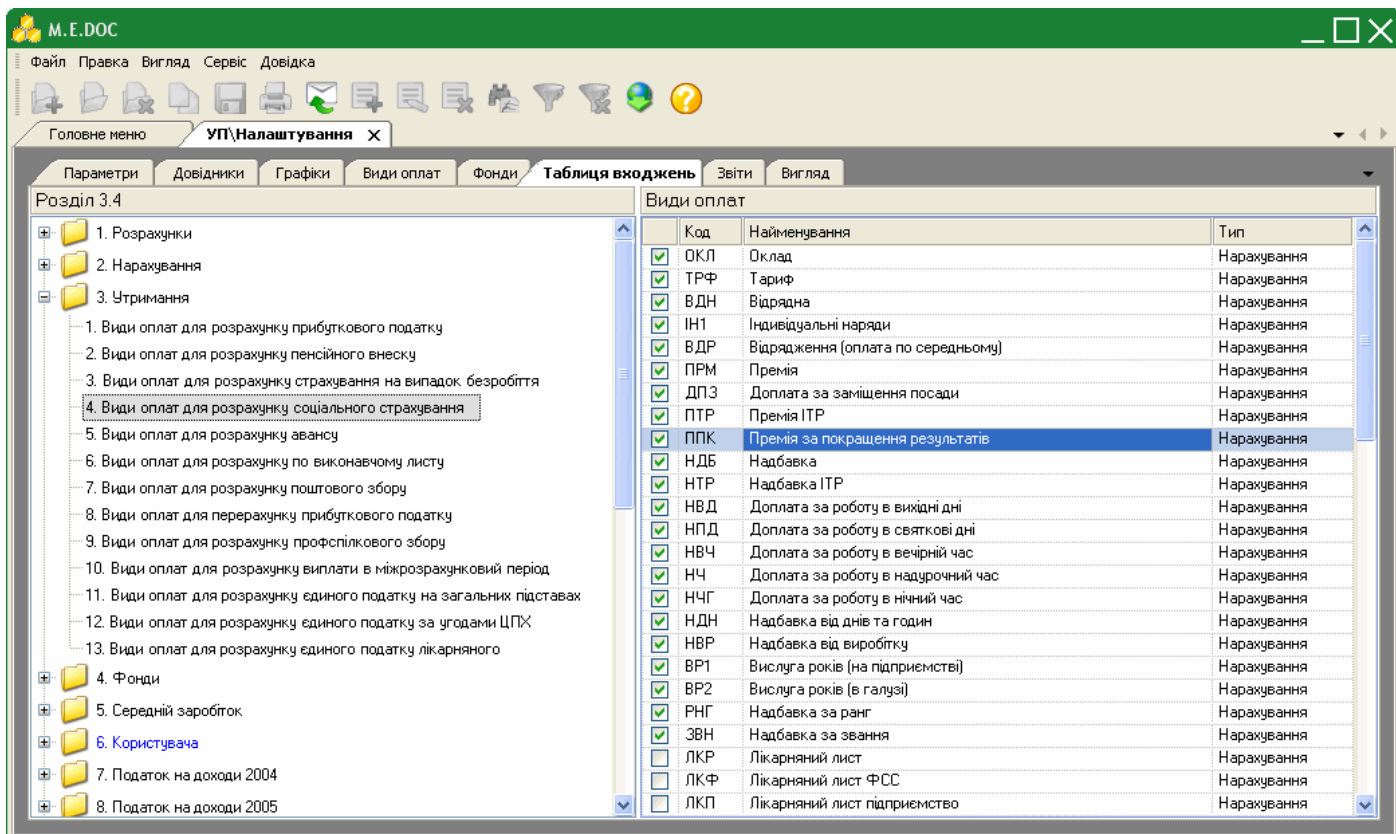 M.E.DOC
Файл Правка Вигляд Сервіс Довідка
Головне меню УП\Налаштування
Параметри Довідники Графіки Види оплат Фонди Таблиця входжень Звіти Вигляд
Розділ 3.4
1. Розрахунки
2. Нарахування
3. Утримання
1. Види оплат для розрахунку прибуткового податку
2. Види оплат для розрахунку пенсійного внеску
3. Види оплат для розрахунку страхування на випадок безробіття
4. Види оплат для розрахунку соціального страхування
5. Види оплат для розрахунку авансу
6. Види оплат для розрахунку по виконавчому листу
7. Види оплат для розрахунку поштового збору
8. Види оплат для перерахунку прибуткового податку
9. Види оплат для розрахунку профспілкового збору
10. Види оплат для розрахунку виплати в міжрозрахунковий період
11. Види оплат для розрахунку єдиного податку на загальних підставах
12. Види оплат для розрахунку єдиного податку за угодами ЦПХ
13. Види оплат для розрахунку єдиного податку лікарняного
4. Фонди
5. Середній заробіток
6. Користувача
7. Податок на доходи 2004
8. Податок на доходи 2005
Види оплат
Код Найменування Тип
ОКЛ Оклад Нарахування
ТРФ Тариф Нарахування
ВДН Відрядна Нарахування
ІН1 Індивідуальні наряди Нарахування
ВДР Відрядження (оплата по середньому) Нарахування
ПРМ Премія Нарахування
ДПЗ Доплата за заміщення посади Нарахування
ПТР Премія ІТР Нарахування
ППК Премія за покращення результатів Нарахування
НДБ Надбавка Нарахування
НТР Надбавка ІТР Нарахування
НВД Доплата за роботу в вихідні дні Нарахування
НПД Доплата за роботу в святкові дні Нарахування
НВЧ Доплата за роботу в вечірній час Нарахування
НЧ Доплата за роботу в надурочний час Нарахування
НЧГ Доплата за роботу в нічний час Нарахування
НДН Надбавка від днів та годин Нарахування
НВР Надбавка від виробітку Нарахування
ВР1 Вислуга років (на підприємстві) Нарахування
ВР2 Вислуга років (в галузі) Нарахування
РНГ Надбавка за ранг Нарахування
ЗВН Надбавка за звання Нарахування
ЛКР Лікарняний лист Нарахування
ЛКФ Лікарняний лист ФСС Нарахування
ЛКП Лікарняний лист підприємство Нарахування